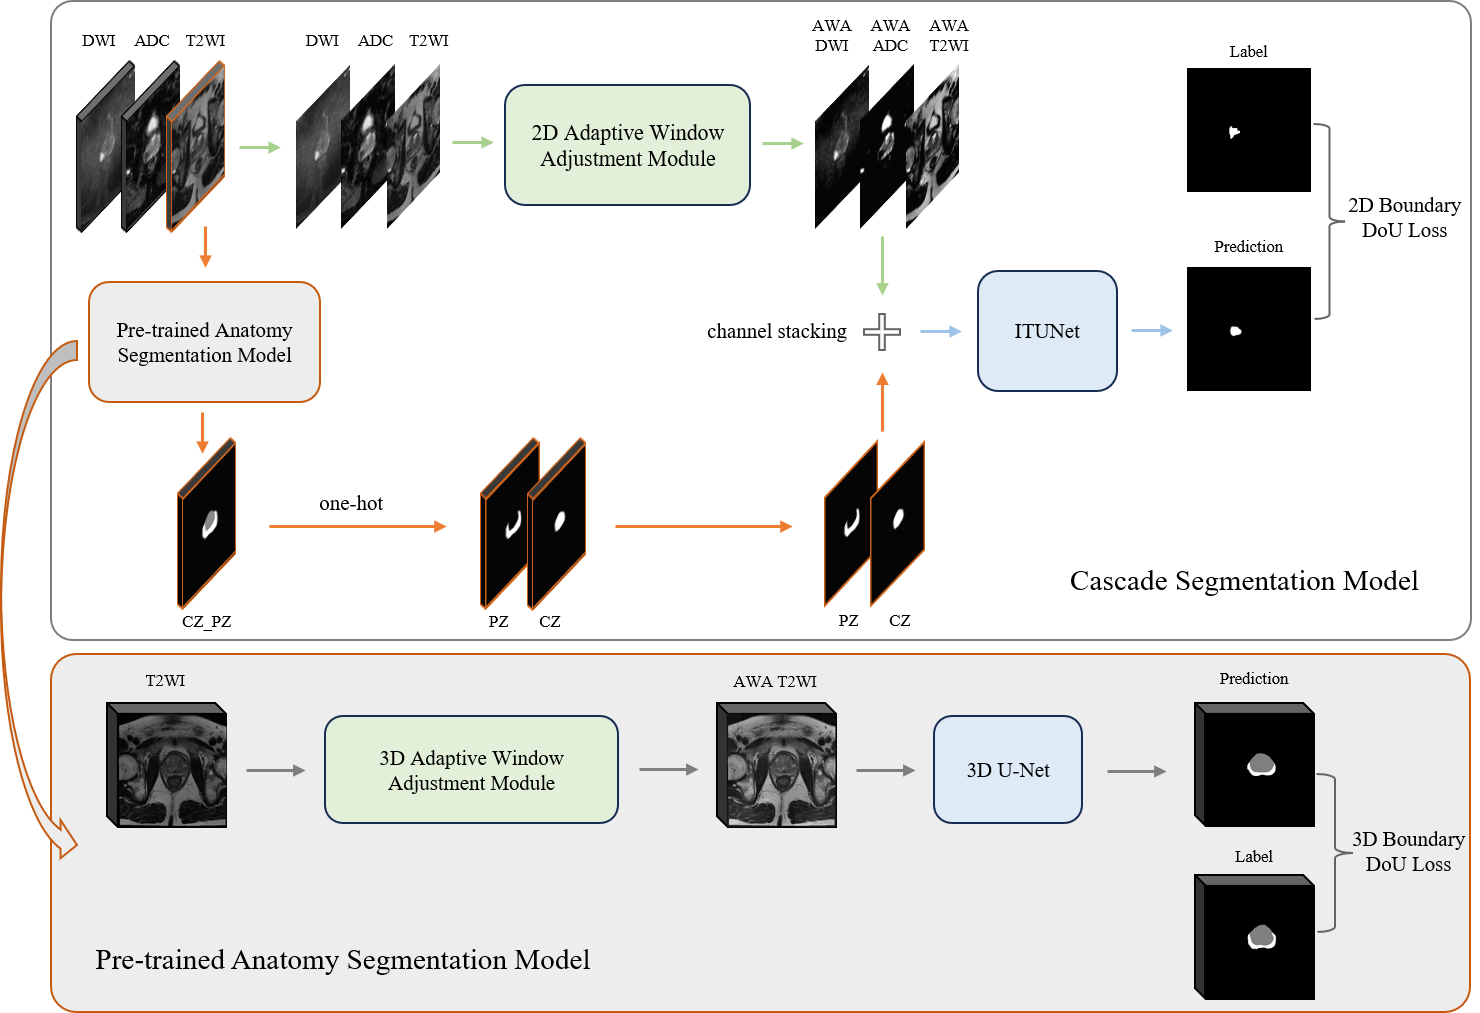 DWI ADC T2WI
DWI ADC T2WI
AWA DWI
AWA ADC
AWA T2WI
2D Adaptive Window
Adjustment Module
Label
2D Boundary
DoU Loss
Prediction
Pre-trained Anatomy
Segmentation Model
channel stacking
ITUNet
one-hot
CZ_PZ
PZ CZ
PZ CZ
Cascade Segmentation Model
T2WI
3D Adaptive Window
Adjustment Module
AWA T2WI
3D U-Net
Prediction
3D Boundary
DoU Loss
Label
Pre-trained Anatomy Segmentation Model